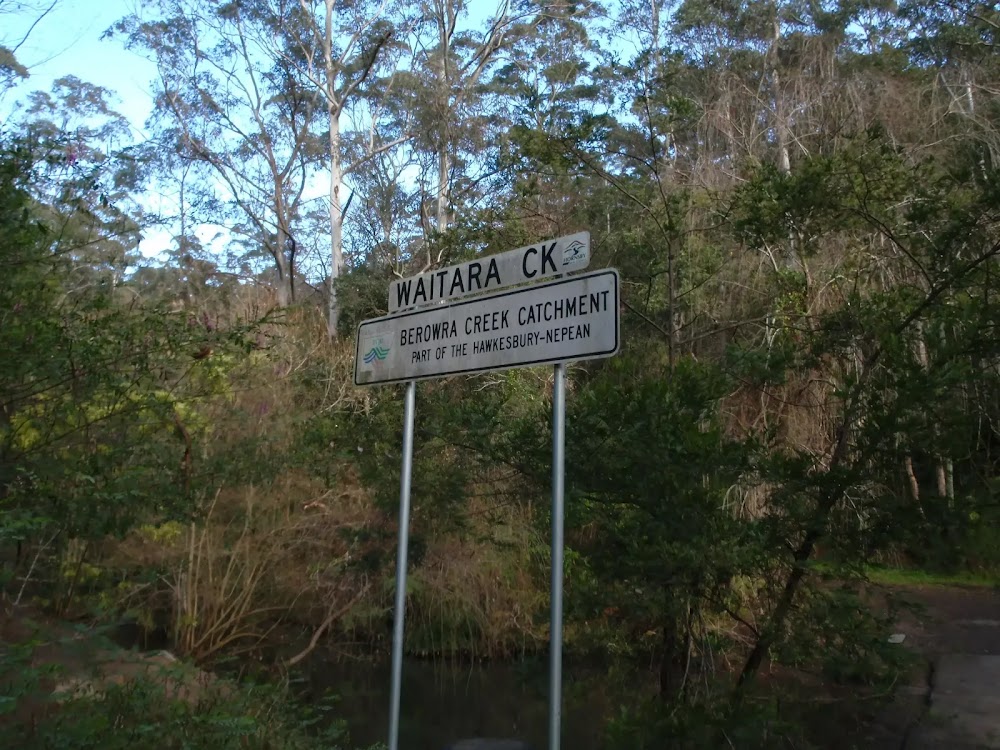 WAITARA CK
BEROWRA CREEK CATCHMENT
PART OF THE HAWKESBURY-NEPEAN